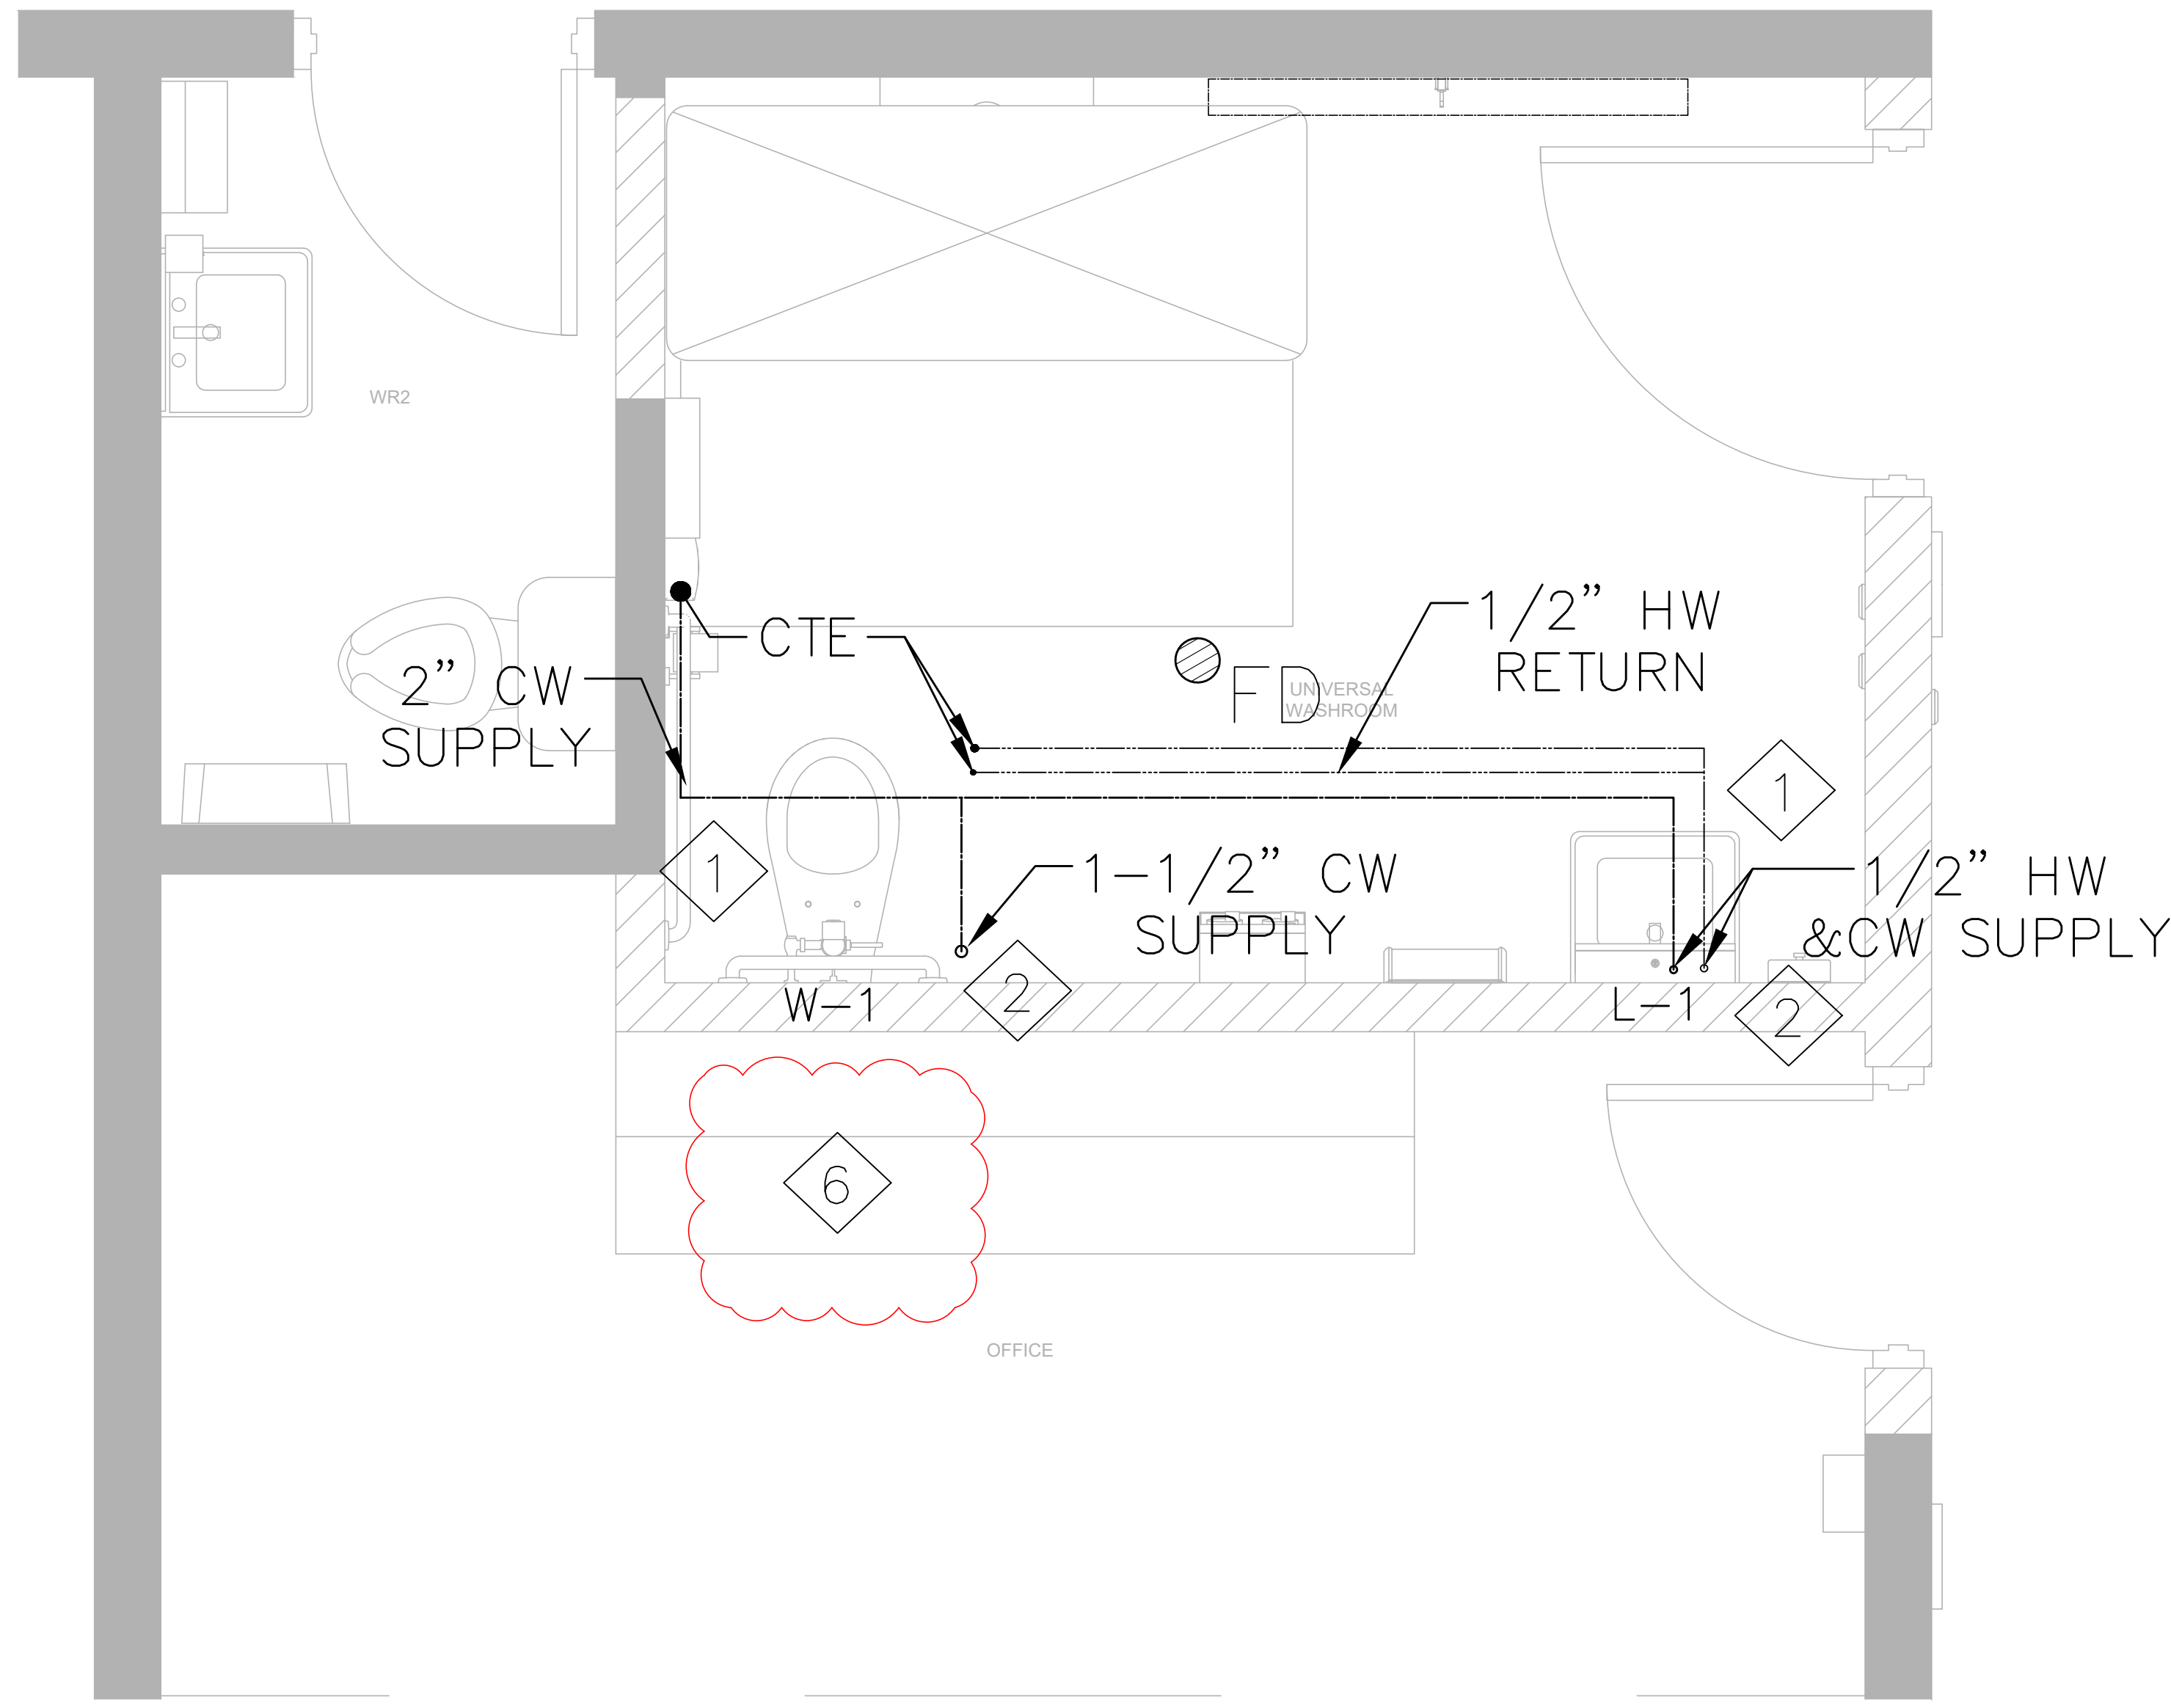 WR2
1/2" HW
RETURN
CTE
2" CW
SUPPLY
FD
UNIVERSAL
WASHROOM
1
1
1-1/2" CW
SUPPLY
1/2" HW
&CW SUPPLY
W-1
2
L-1
2
6
OFFICE